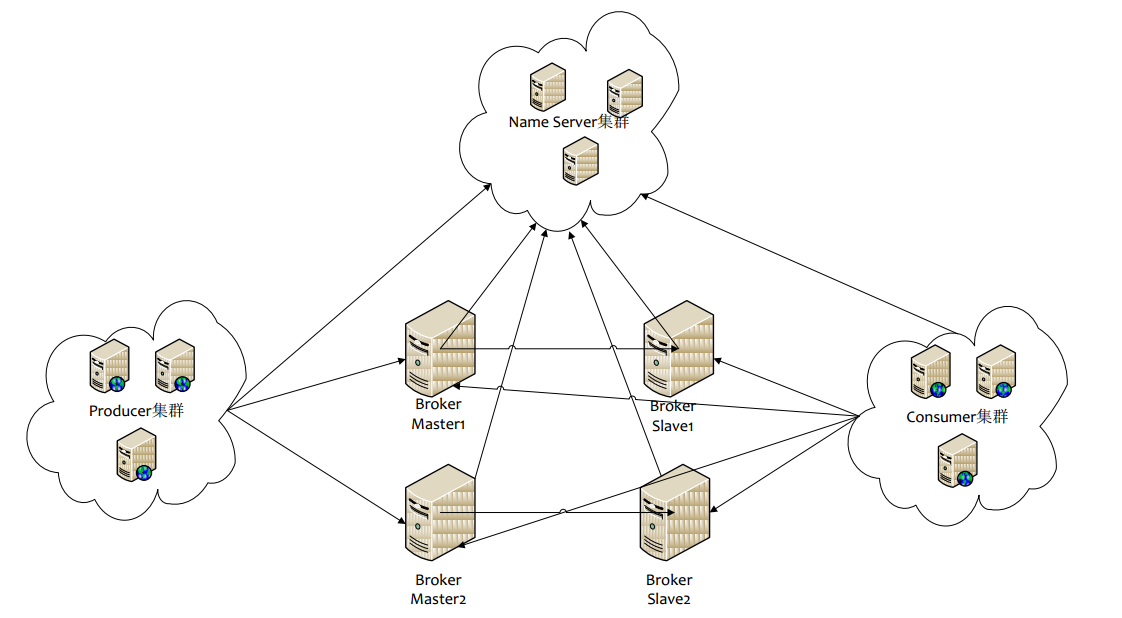 Name Server集群
Producer集群
Broker
Master1
Broker
Slave1
Consumer集群
Broker
Master2
Broker
Slave2